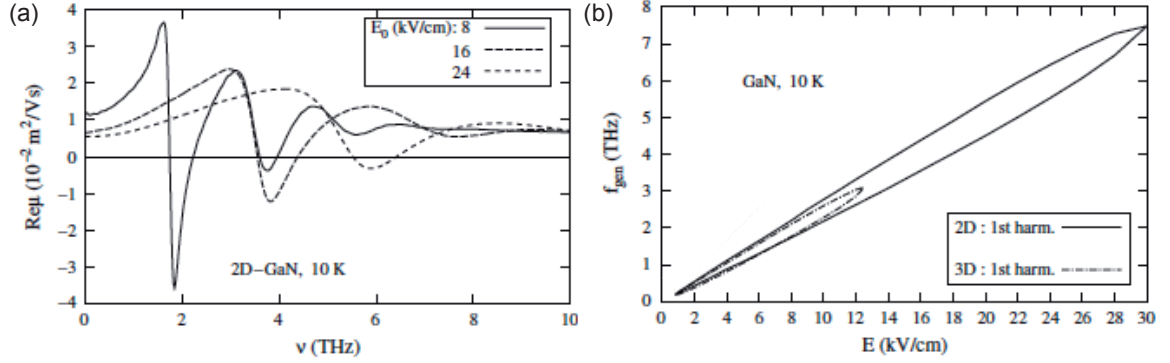 (a)
E₀ (kV/cm): 8
16
24
4
3
2
1
0
−1
−2
−3
−4
Reμ (10⁻² m²/Vs)
2D−GaN, 10 K
0
2
4
6
8
10
ν (THz)
(b)
8
7
6
5
4
3
2
1
0
f_gen (THz)
GaN, 10 K
2D : 1st harm.
3D : 1st harm.
0 2 4 6 8 10 12 14 16 18 20 22 24 26 28 30
E (kV/cm)